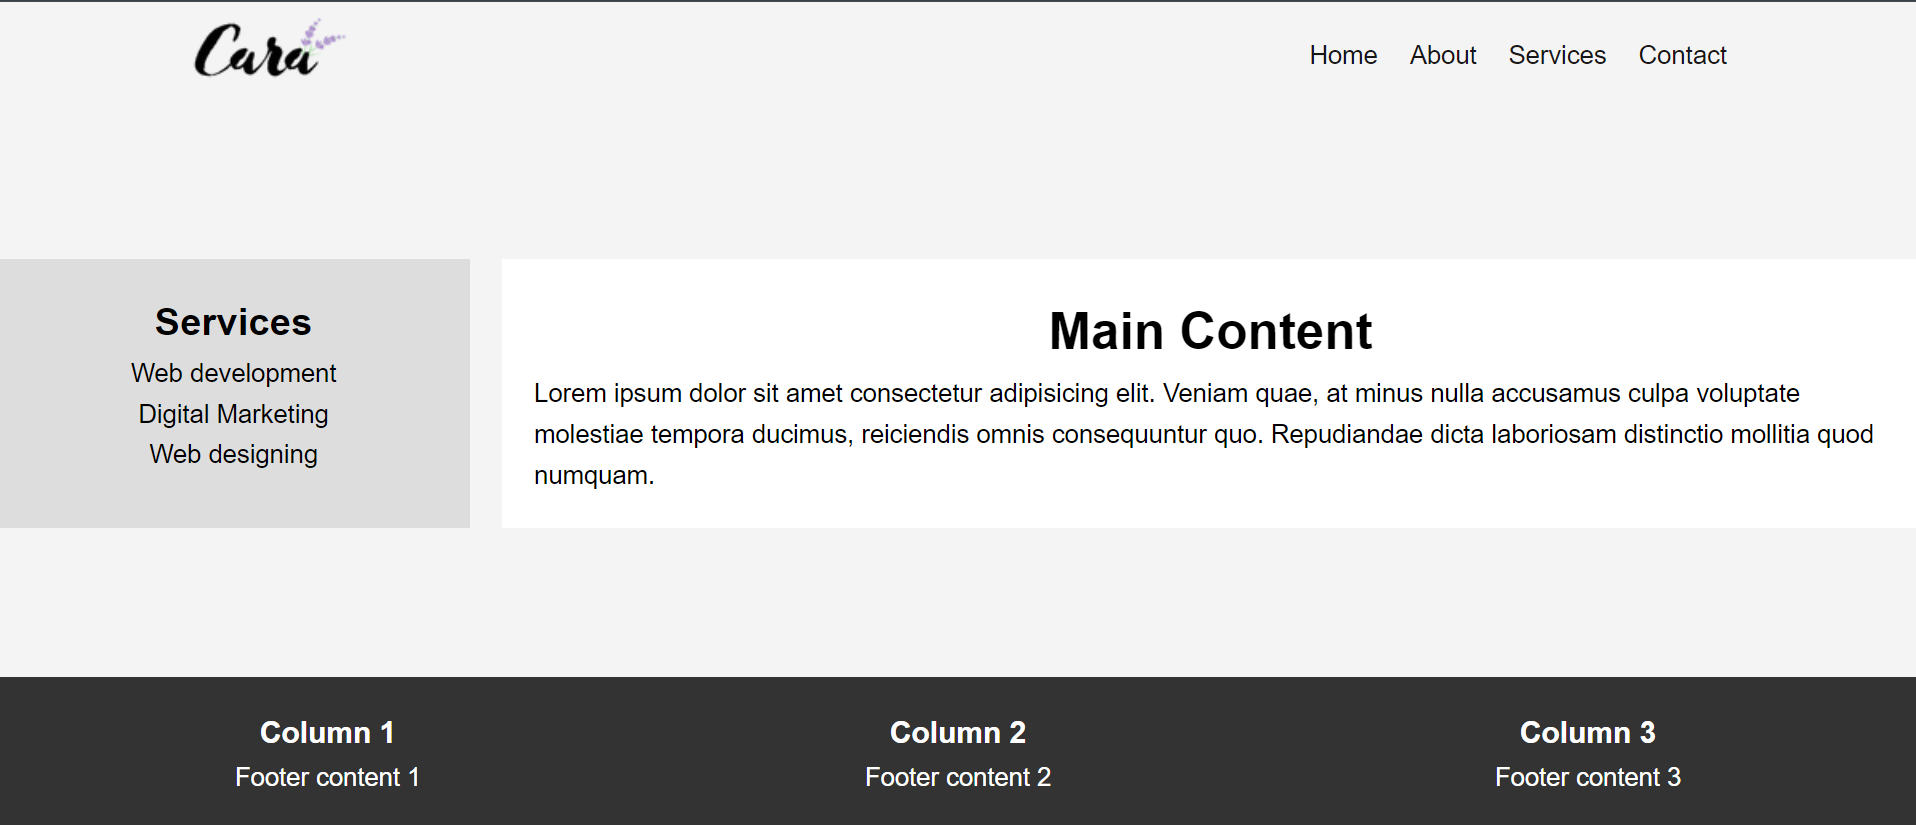 Cara
Home About Services Contact
Services
Web development
Digital Marketing
Web designing
Main Content
Lorem ipsum dolor sit amet consectetur adipisicing elit. Veniam quae, at minus nulla accusamus culpa voluptate
molestiae tempora ducimus, reiciendis omnis consequuntur quo. Repudiandae dicta laboriosam distinctio mollitia quod
numquam.
Column 1
Footer content 1
Column 2
Footer content 2
Column 3
Footer content 3